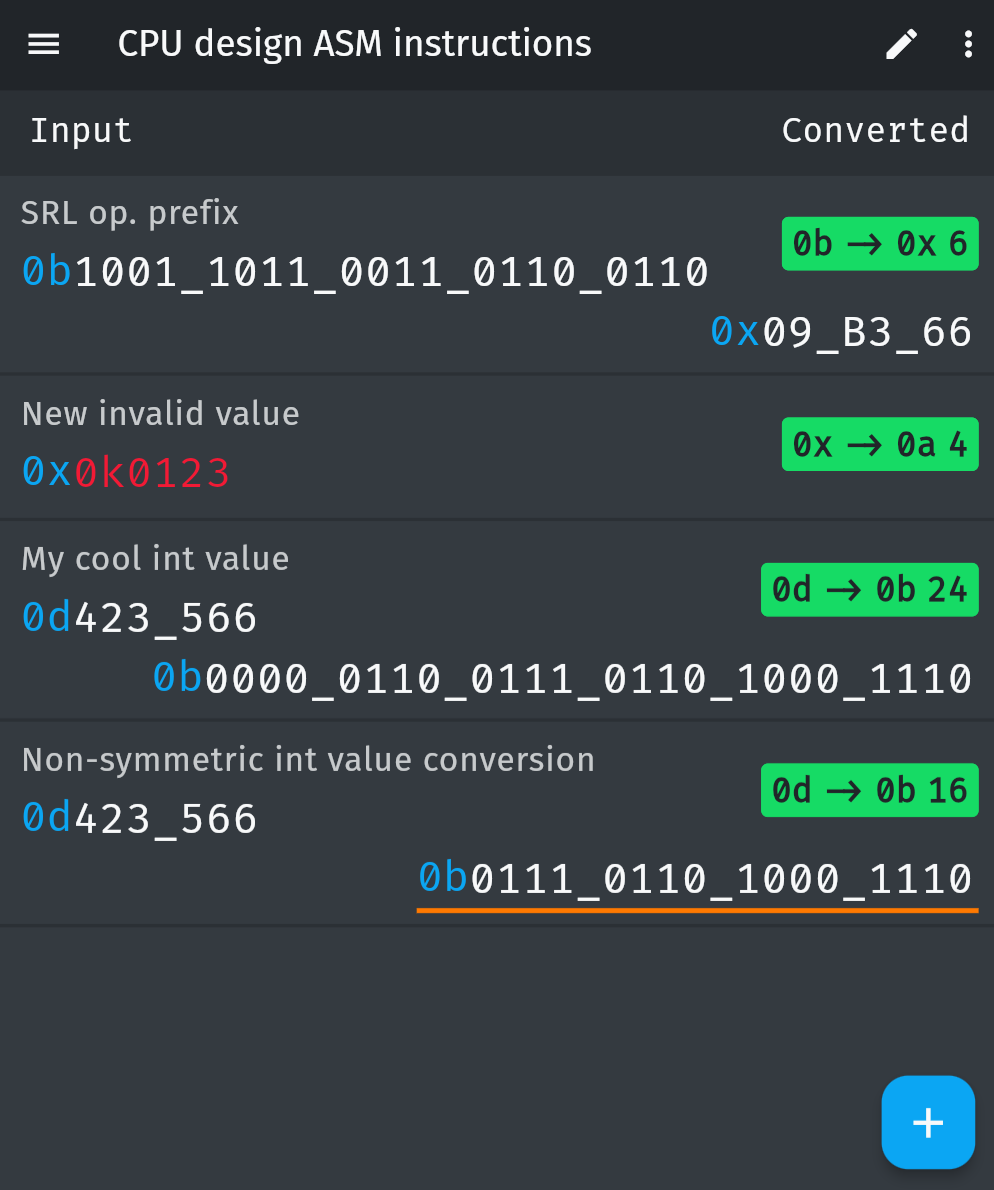 CPU design ASM instructions
Input Converted
SRL op. prefix
0b → 0x 6
0b1001_1011_0011_0110_0110
0x09_B3_66
New invalid value
0x → 0a 4
0x0k0123
My cool int value
0d → 0b 24
0d423_566
0b0000_0110_0111_0110_1000_1110
Non-symmetric int value conversion
0d → 0b 16
0d423_566
0b0111_0110_1000_1110
+